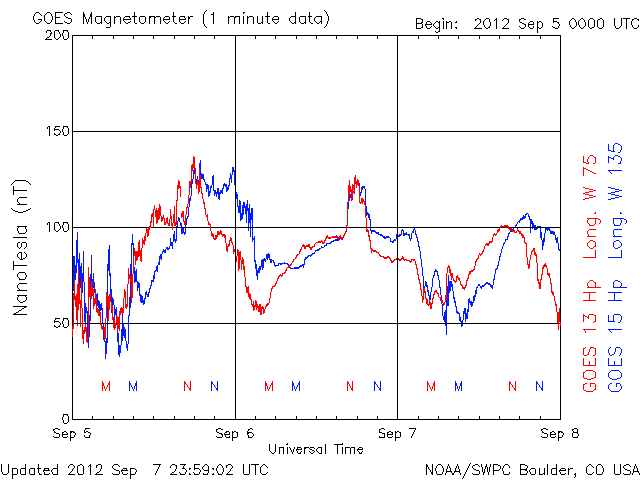 GOES Magnetometer (1 minute data)
Begin: 2012 Sep 5 0000 UTC
200
150
100
50
0
NanoTesla (nT)
M M N N M M N N M M N N
Sep 5 Sep 6 Sep 7 Sep 8
Universal Time
GOES 13 Hp Long. W 75
GOES 15 Hp Long. W 135
Updated 2012 Sep 7 23:59:02 UTC
NOAA/SWPC Boulder, CO USA